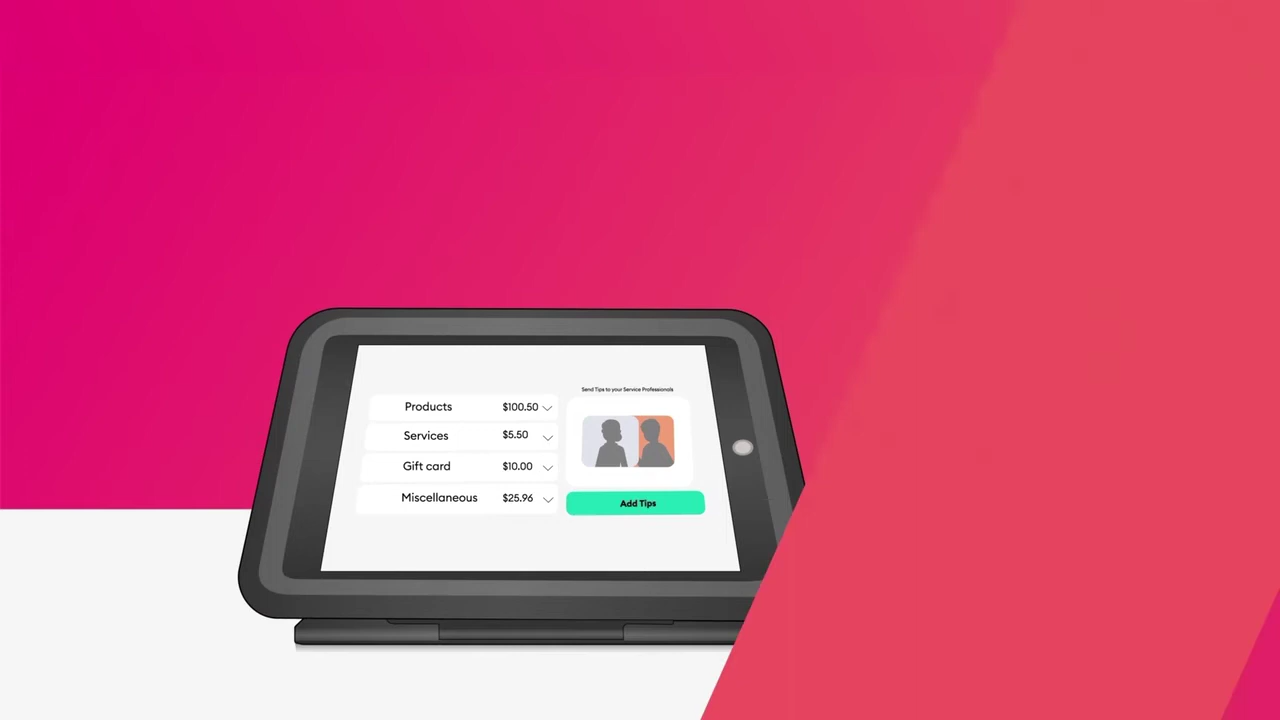 Send Tips to your Service Professionals
Products $100.50
Services $5.50
Gift card $10.00
Miscellaneous $25.96
Add Tips